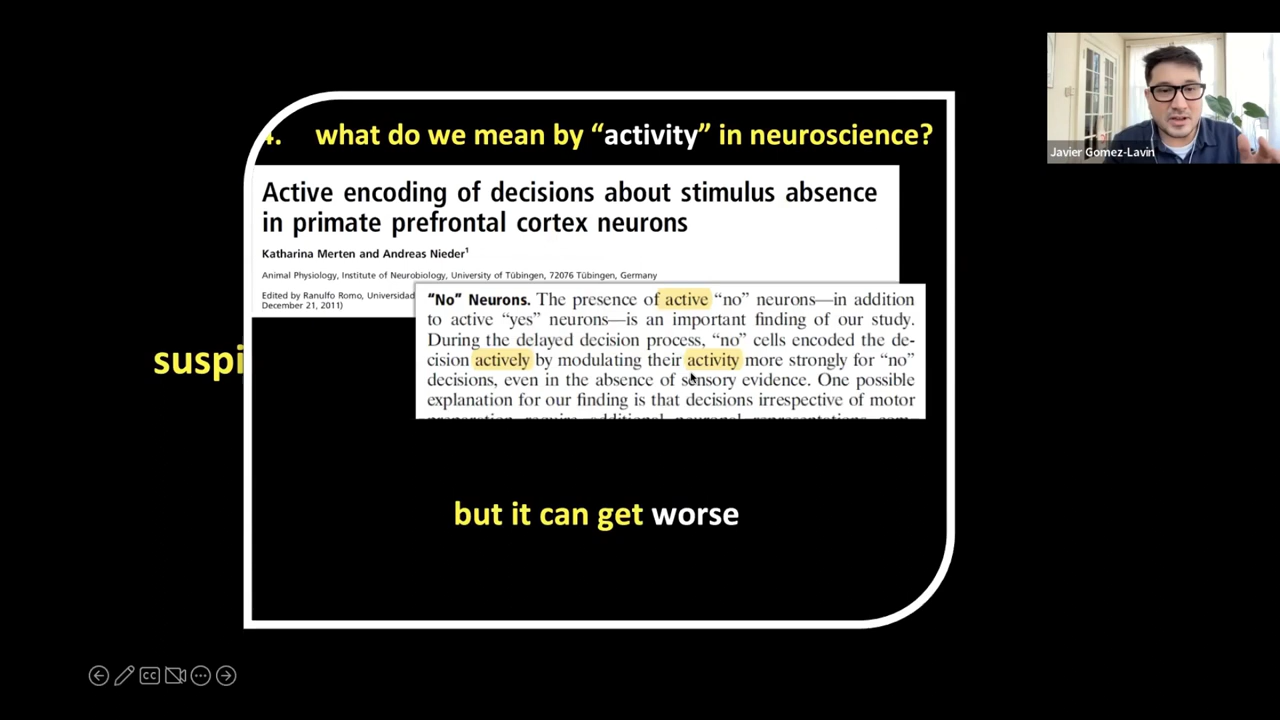 4. what do we mean by “activity” in neuroscience?
Active encoding of decisions about stimulus absence
in primate prefrontal cortex neurons
Katharina Merten and Andreas Nieder1
Animal Physiology, Institute of Neurobiology, University of Tübingen, 72076 Tübingen, Germany
Edited by Ranulfo Romo, Universidad
December 21, 2011)
“No” Neurons. The presence of active “no” neurons—in addition
to active “yes” neurons—is an important finding of our study.
During the delayed decision process, “no” cells encoded the de-
cision actively by modulating their activity more strongly for “no”
decisions, even in the absence of sensory evidence. One possible
explanation for our finding is that decisions irrespective of motor
suspi
but it can get worse
Javier Gomez-Lavin
CC